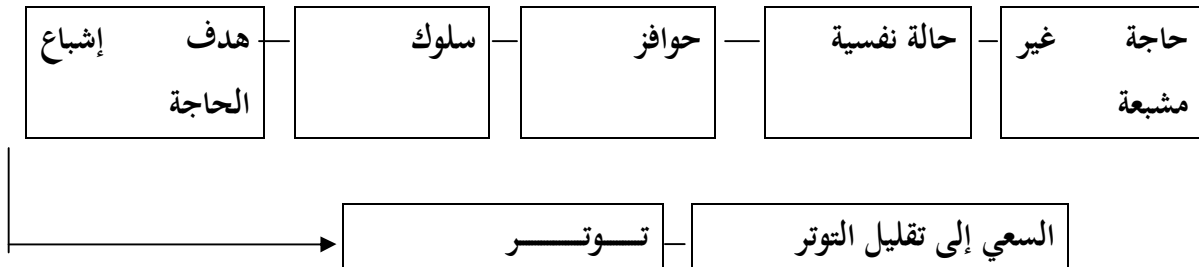 حاجة غير
مشبعة
حالة نفسية
حوافز
سلوك
هدف إشباع
الحاجة
السعي إلى تقليل التوتر
تـــوتـــــر